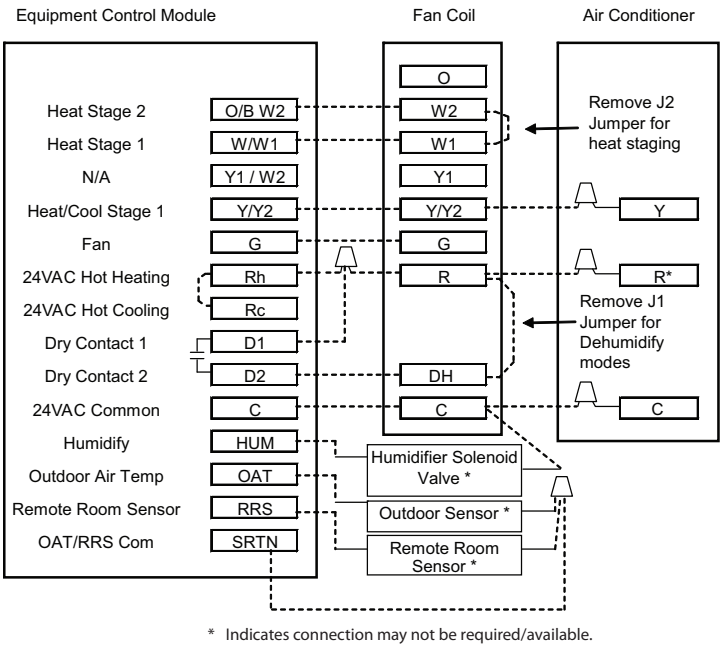 Equipment Control Module
Fan Coil
Air Conditioner
O
Heat Stage 2 O/B W2 W2
Remove J2
Jumper for
heat staging
Heat Stage 1 W/W1 W1
N/A Y1 / W2 Y1
Heat/Cool Stage 1 Y/Y2 Y/Y2 Y
Fan G G
24VAC Hot Heating Rh R R*
24VAC Hot Cooling Rc
Remove J1
Jumper for
Dehumidify
modes
Dry Contact 1 D1
Dry Contact 2 D2 DH
24VAC Common C C C
Humidify HUM
Humidifier Solenoid
Valve *
Outdoor Air Temp OAT
Outdoor Sensor *
Remote Room Sensor RRS
Remote Room
Sensor *
OAT/RRS Com SRTN
* Indicates connection may not be required/available.